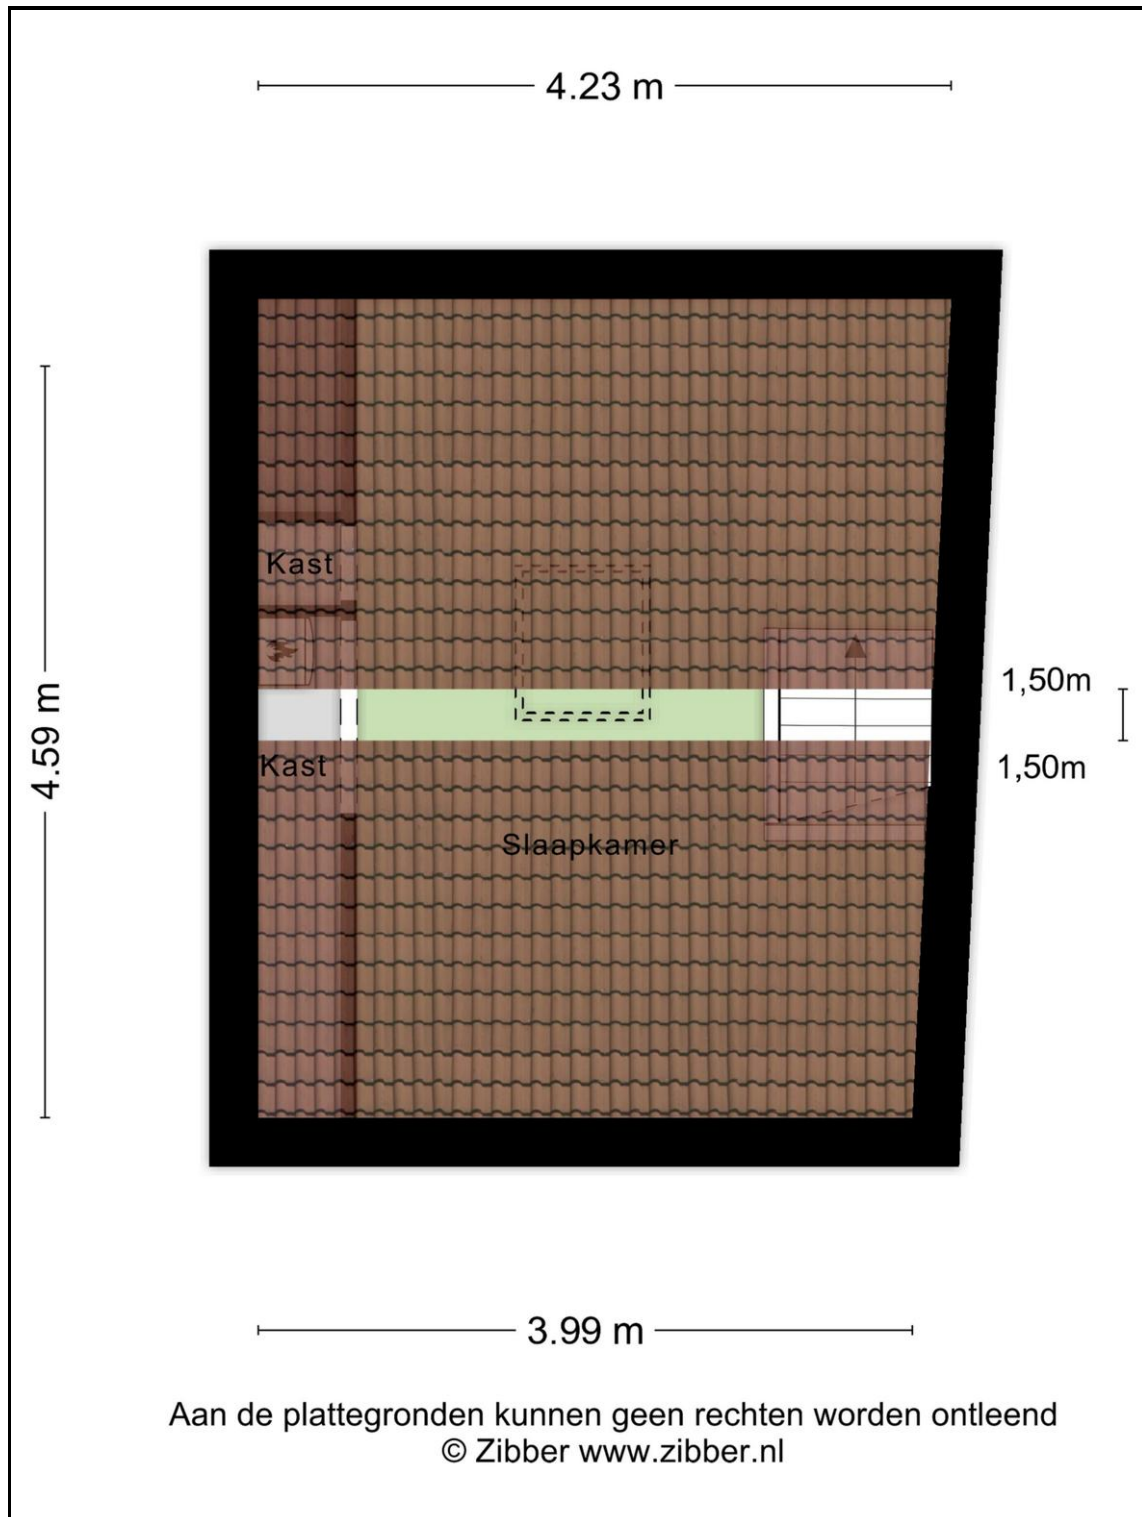 4.23 m
Kast
1,50m
4.59 m
Kast
1,50m
Slaapkamer
3.99 m
Aan de plattegronden kunnen geen rechten worden ontleend
© Zibber www.zibber.nl